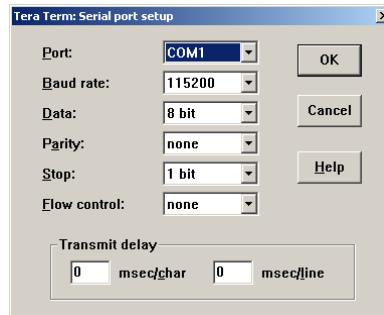 Tera Term: Serial port setup
Port: COM1 OK
Baud rate: 115200
Data: 8 bit Cancel
Parity: none
Stop: 1 bit Help
Flow control: none
Transmit delay
0 msec/char 0 msec/line